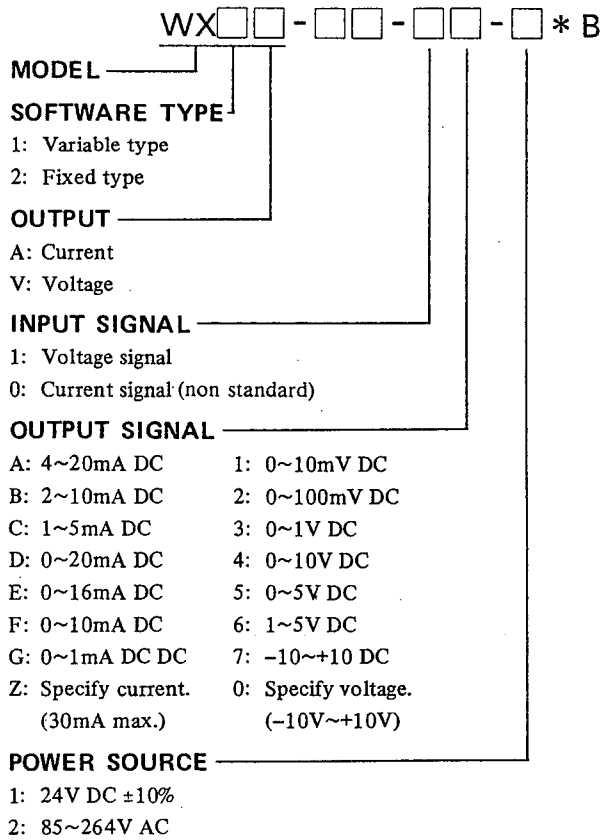 WX□□-□□-□□-□*B
MODEL
SOFTWARE TYPE
1: Variable type
2: Fixed type
OUTPUT
A: Current
V: Voltage
INPUT SIGNAL
1: Voltage signal
0: Current signal (non standard)
OUTPUT SIGNAL
A: 4~20mA DC 1: 0~10mV DC
B: 2~10mA DC 2: 0~100mV DC
C: 1~5mA DC 3: 0~1V DC
D: 0~20mA DC 4: 0~10V DC
E: 0~16mA DC 5: 0~5V DC
F: 0~10mA DC 6: 1~5V DC
G: 0~1mA DC DC 7: –10~+10 DC
Z: Specify current. 0: Specify voltage.
(30mA max.) (–10V~+10V)
POWER SOURCE
1: 24V DC ±10%
2: 85~264V AC